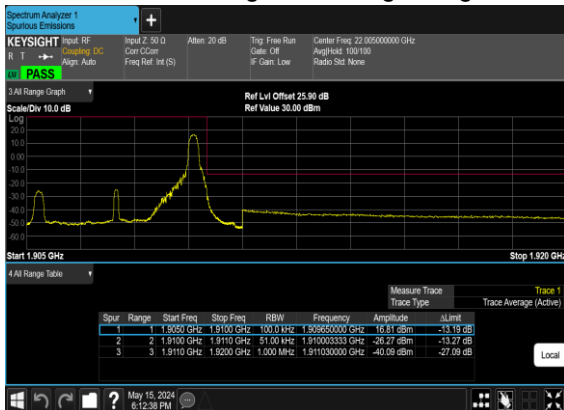 Spectrum Analyzer 1
Spurious Emissions
+
KEYSIGHT Input: RF Input Z: 50 Ω Atten: 20 dB Trig: Free Run Center Freq: 22.005000000 GHz
R T Coupling: DC Corr CCorr Gate: Off Avg|Hold: 100/100
Align: Auto Freq Ref: Int (S) IF Gain: Low Radio Std: None
PASS
3 All Range Graph
Ref Lvl Offset 25.90 dB
Scale/Div 10.0 dB Ref Value 30.00 dBm
Log
20.0
10.0
0.00
-10.0
-20.0
-30.0
-40.0
-50.0
-60.0
Start 1.905 GHz Stop 1.920 GHz
4 All Range Table
Measure Trace Trace 1
Trace Type Trace Average (Active)
Spur Range Start Freq Stop Freq RBW Frequency Amplitude ΔLimit
1 1 1.9050 GHz 1.9100 GHz 100.0 kHz 1.909650000 GHz 16.81 dBm -13.19 dB
2 2 1.9100 GHz 1.9110 GHz 51.00 kHz 1.910003333 GHz -26.27 dBm -13.27 dB
3 3 1.9110 GHz 1.9200 GHz 1.000 MHz 1.911030000 GHz -40.09 dBm -27.09 dB
Local
? May 15, 2024
6:12:38 PM